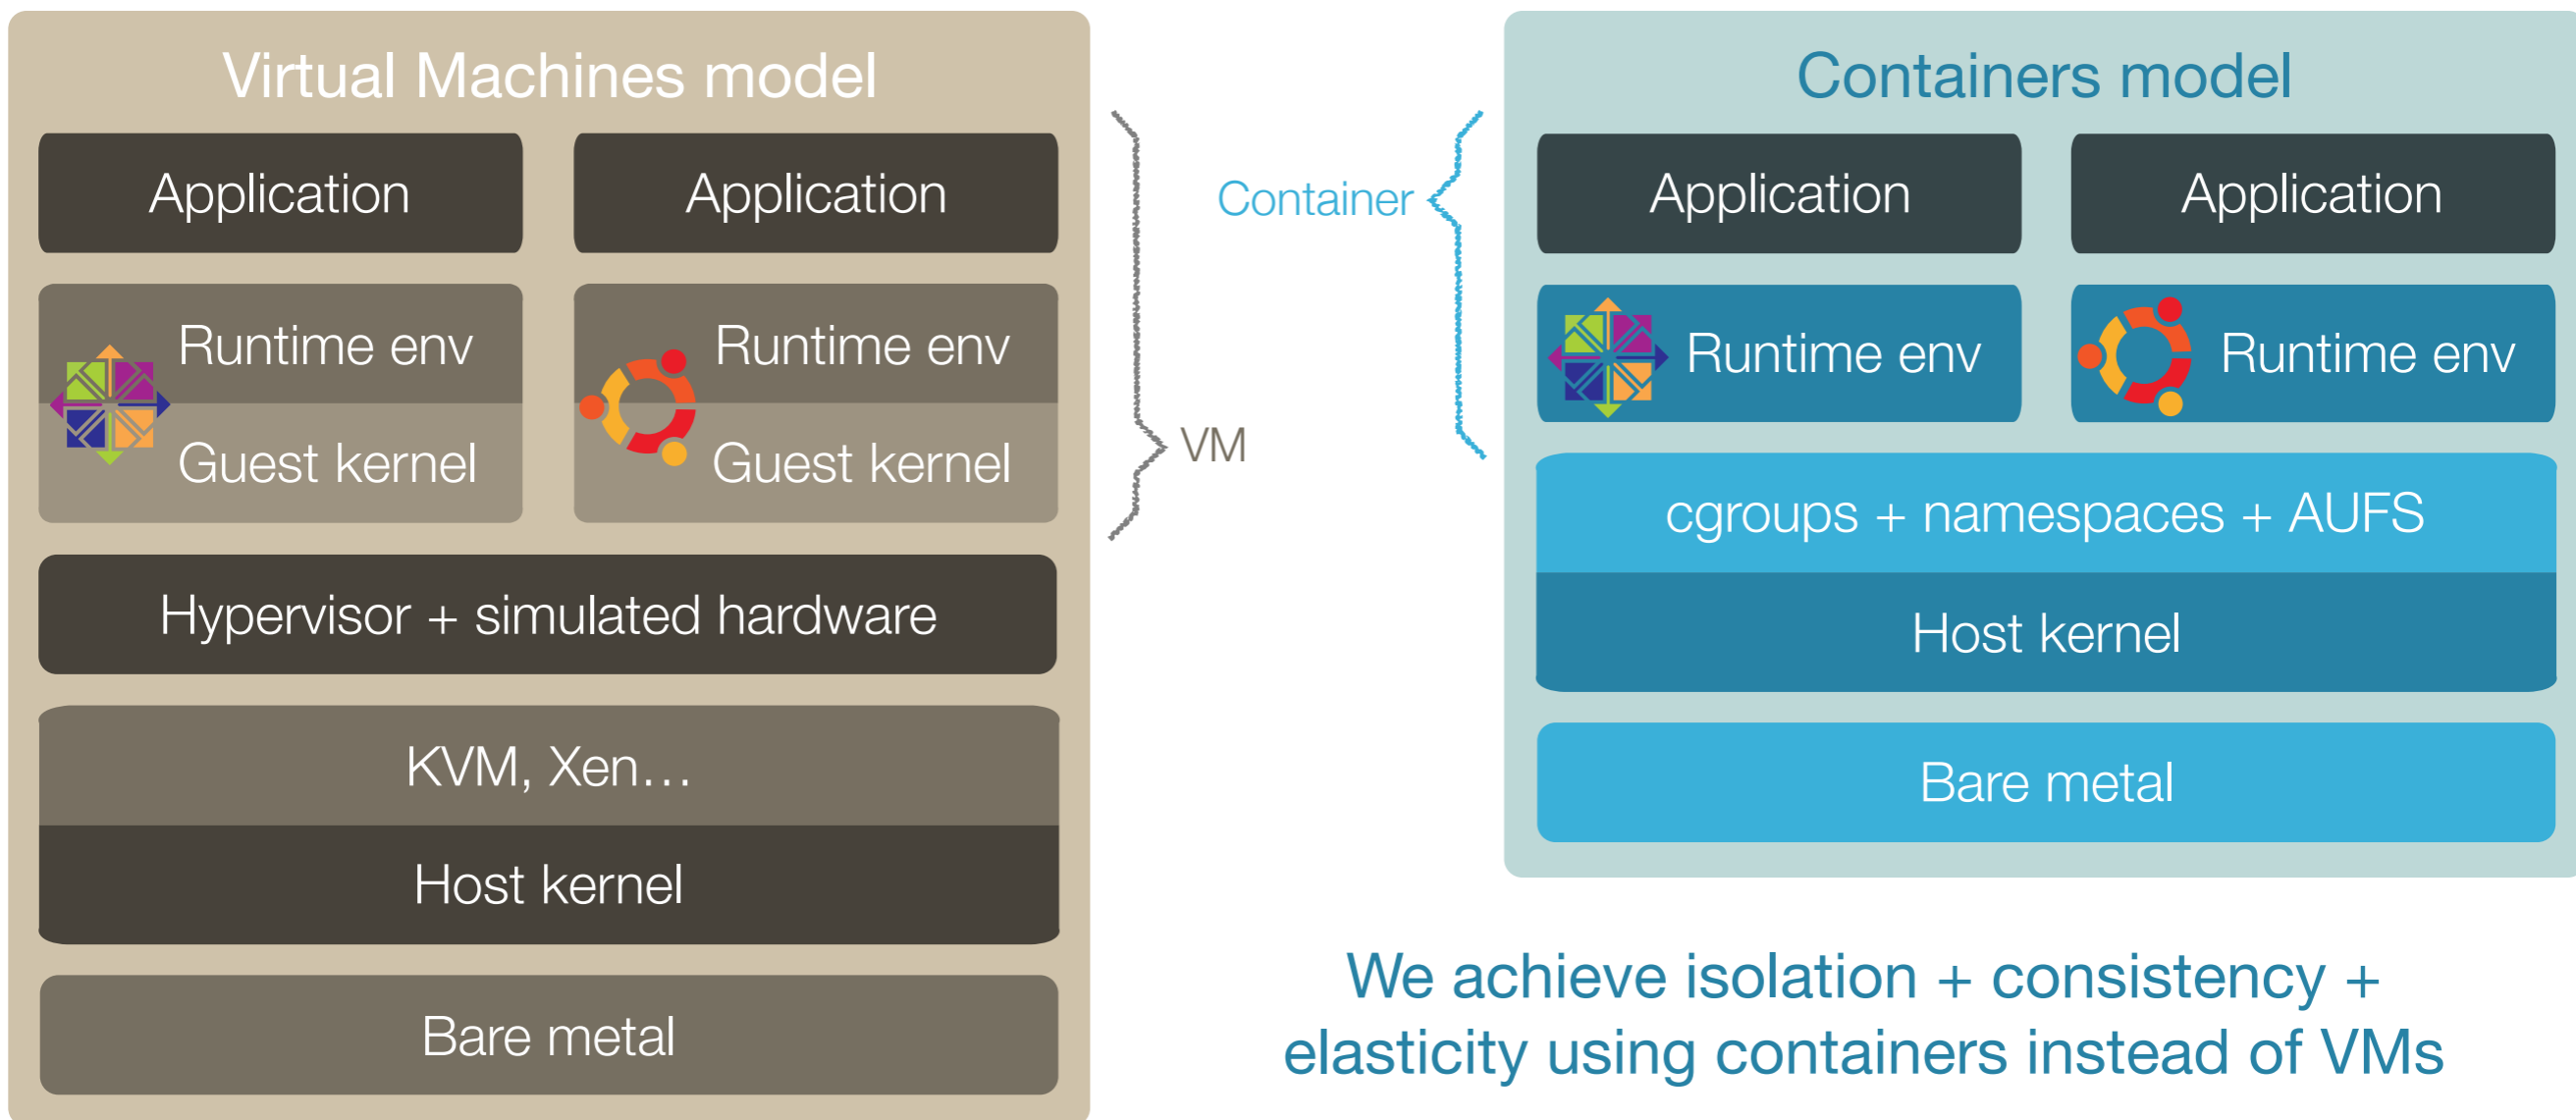 Virtual Machines model
Application
Application
Runtime env
Runtime env
Guest kernel
Guest kernel
Hypervisor + simulated hardware
KVM, Xen…
Host kernel
Bare metal
VM
Container
Containers model
Application
Application
Runtime env
Runtime env
cgroups + namespaces + AUFS
Host kernel
Bare metal
We achieve isolation + consistency +
elasticity using containers instead of VMs